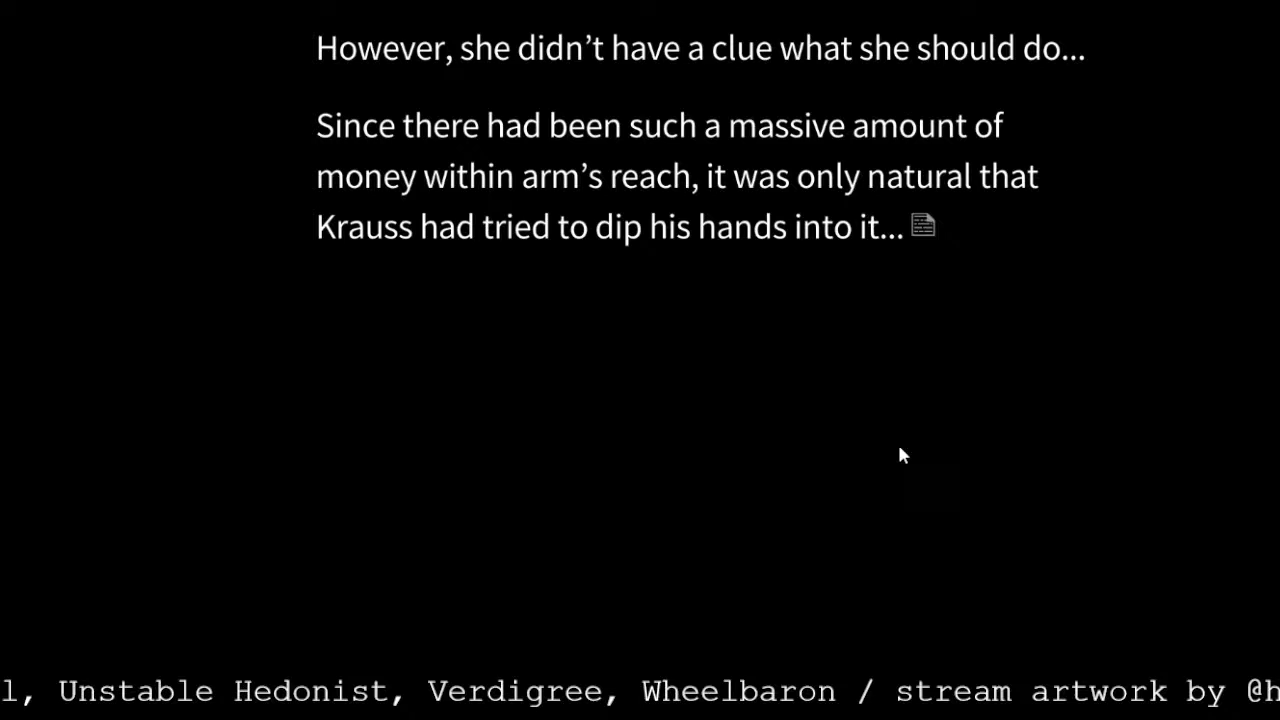 However, she didn’t have a clue what she should do...
Since there had been such a massive amount of
money within arm’s reach, it was only natural that
Krauss had tried to dip his hands into it...
l, Unstable Hedonist, Verdigree, Wheelbaron / stream artwork by @h